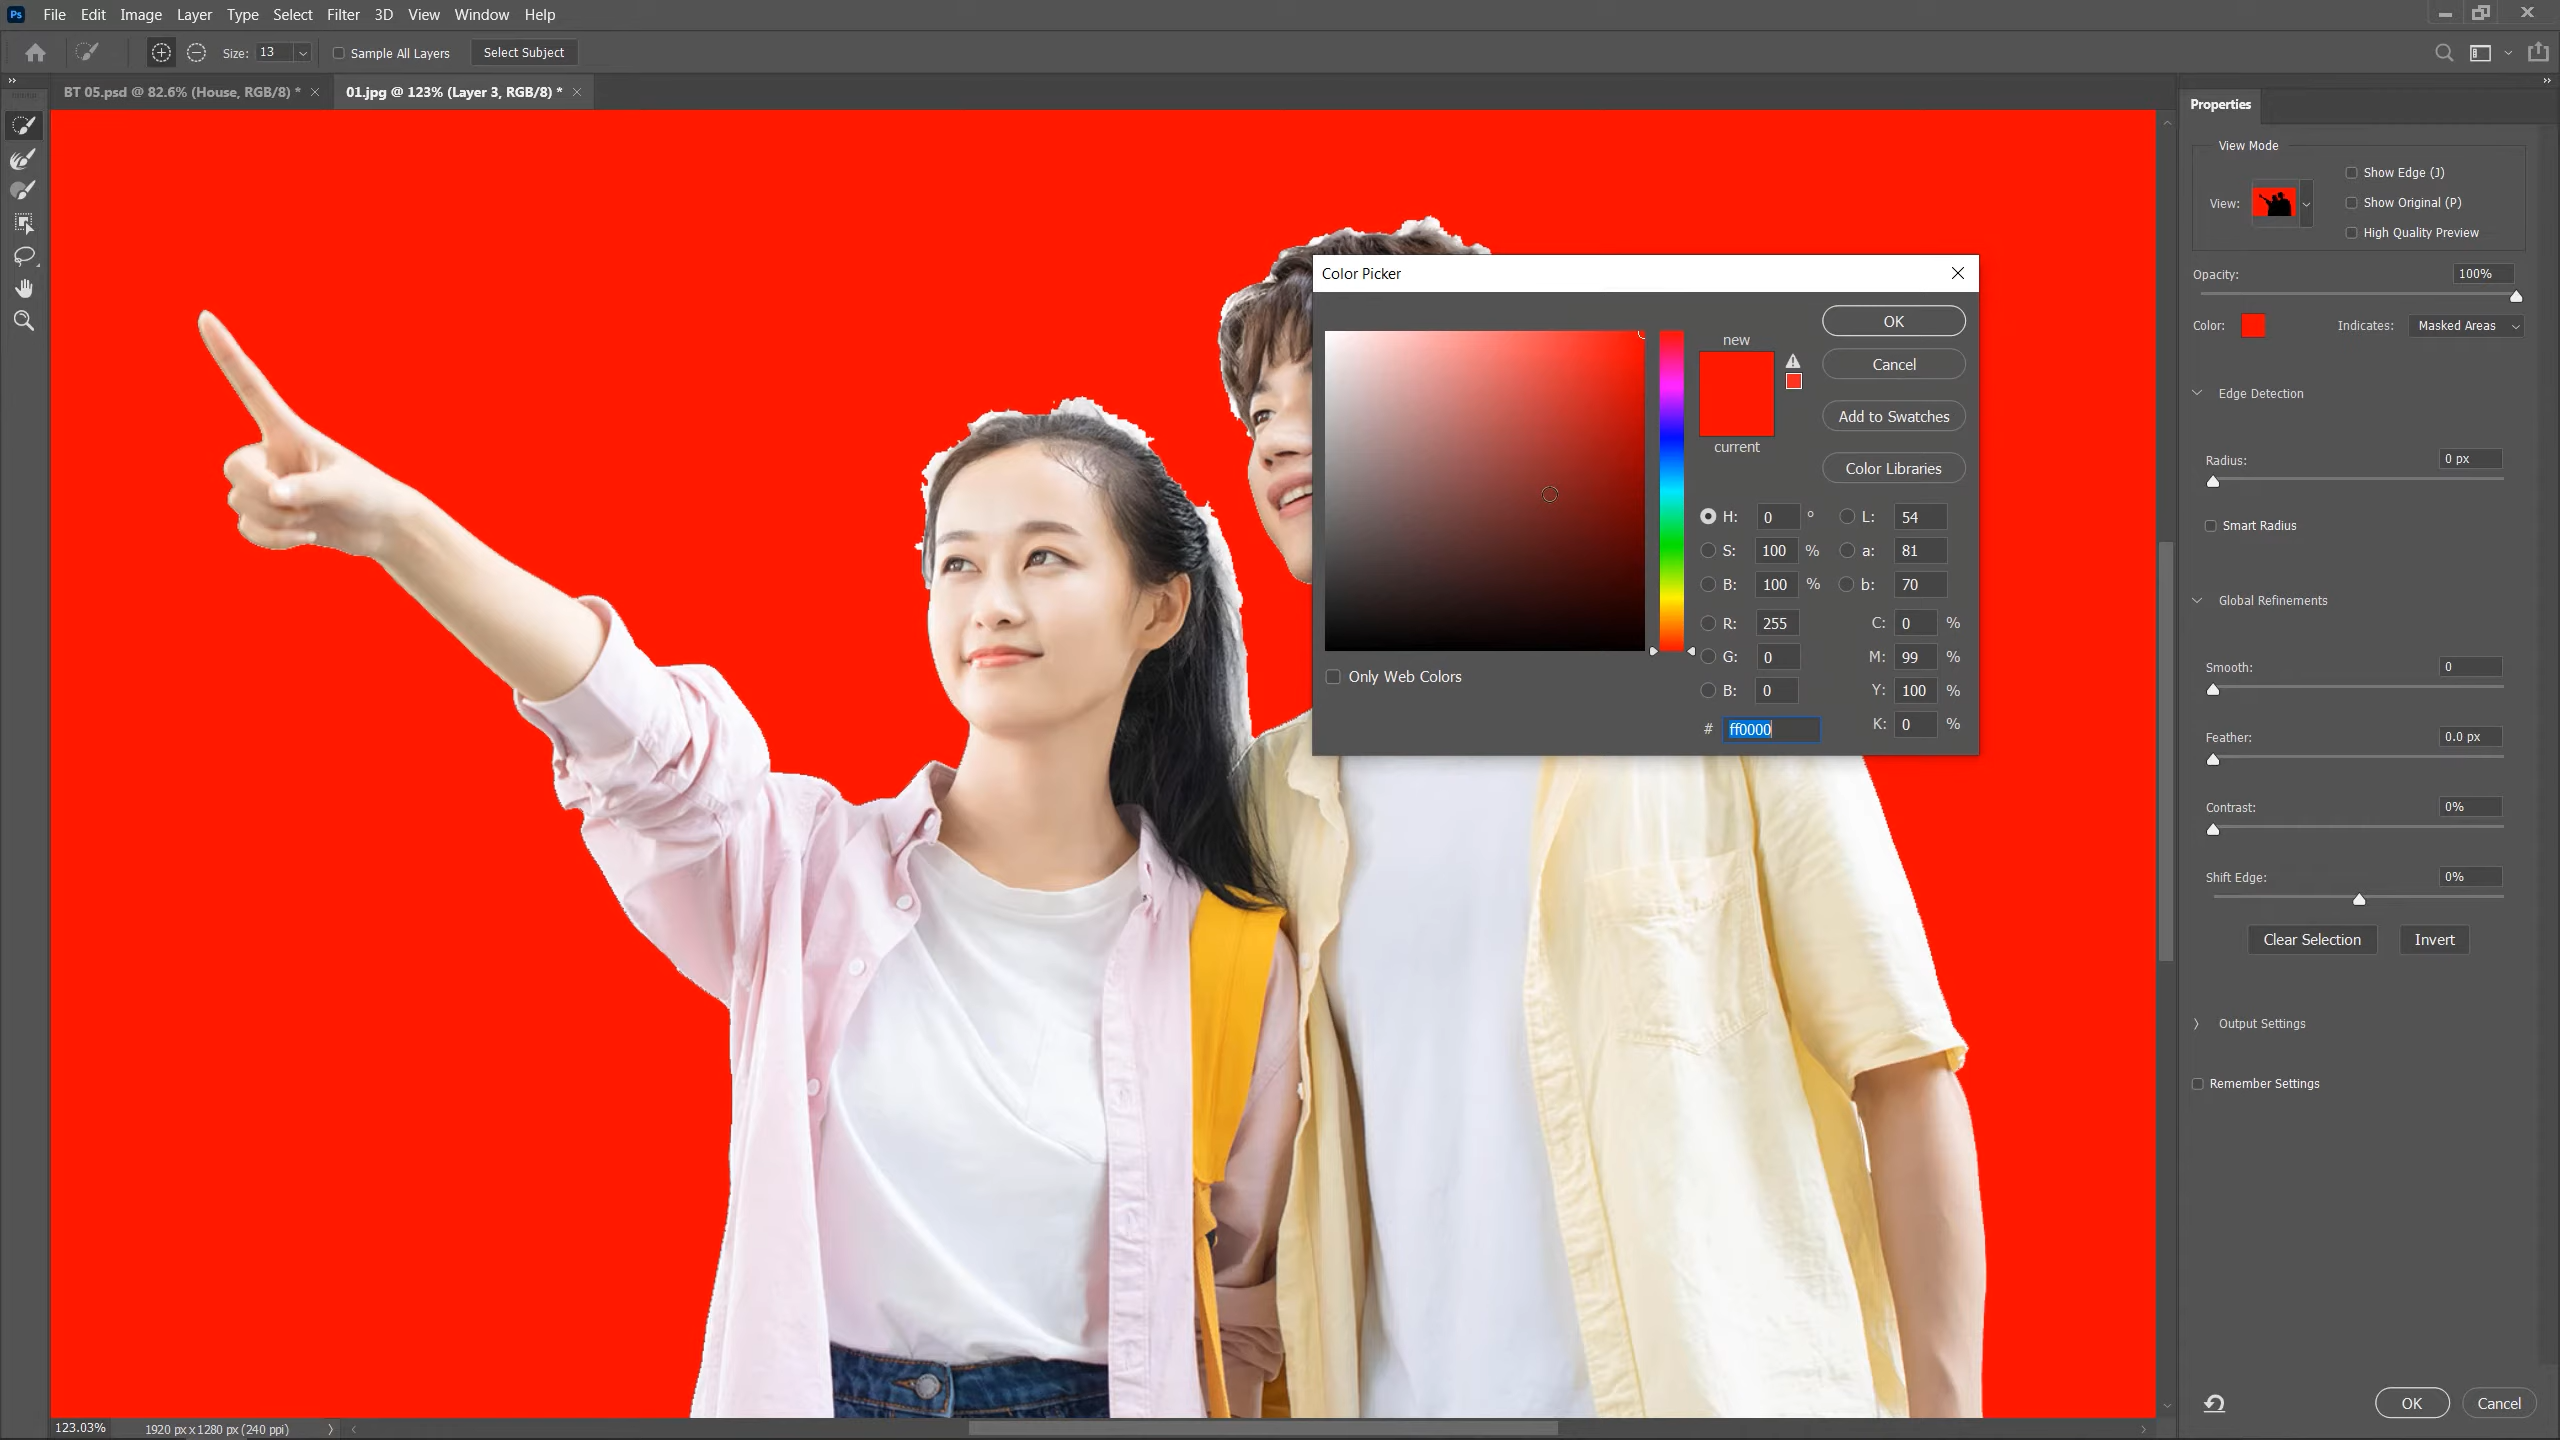 Ps File Edit Image Layer Type Select Filter 3D View Window Help
Size: 13 Sample All Layers Select Subject
BT 05.psd @ 82.6% (House, RGB/8) * 01.jpg @ 123% (Layer 3, RGB/8) *
Properties
View Mode
View:
Show Edge (J)
Show Original (P)
High Quality Preview
Opacity: 100%
Color: Indicates: Masked Areas
Edge Detection
Radius: 0 px
Smart Radius
Global Refinements
Smooth: 0
Feather: 0.0 px
Contrast: 0%
Shift Edge: 0%
Clear Selection Invert
Output Settings
Remember Settings
OK Cancel
Color Picker
new
current
OK
Cancel
Add to Swatches
Color Libraries
H: 0 ° L: 54
S: 100 % a: 81
B: 100 % b: 70
R: 255 C: 0 %
G: 0 M: 99 %
B: 0 Y: 100 %
# ff0000 K: 0 %
Only Web Colors
123.03% 1920 px x 1280 px (240 ppi)